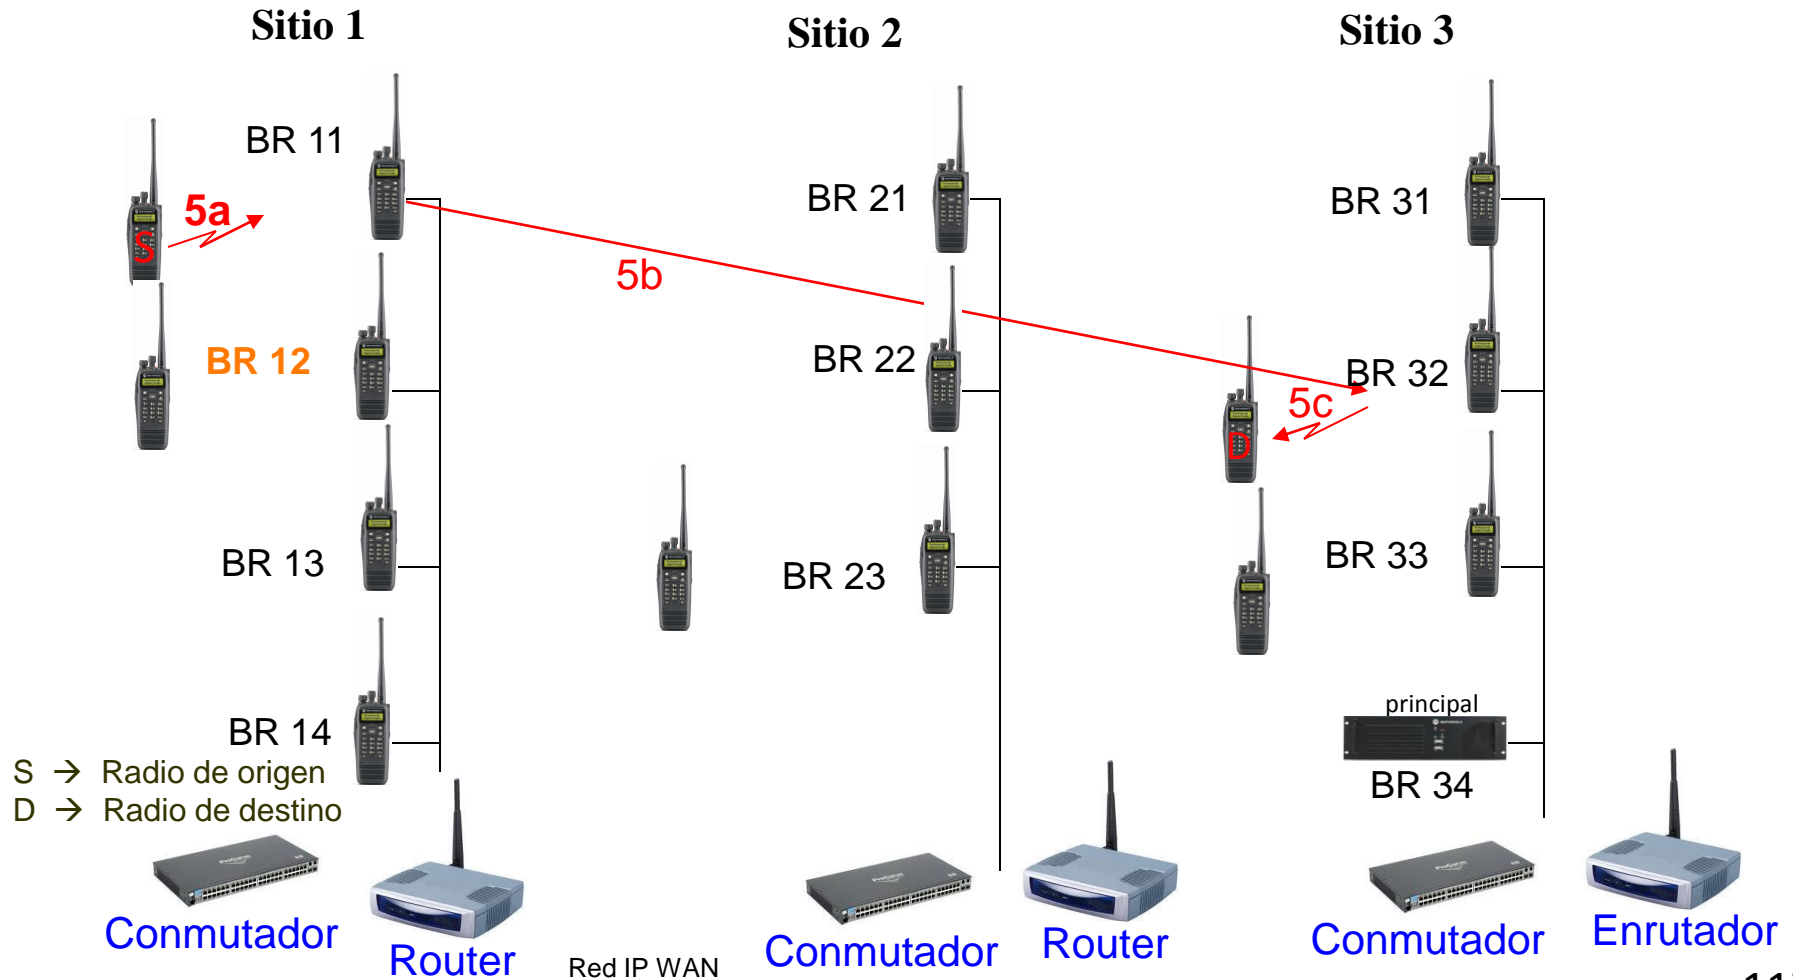 Sitio 1
Sitio 2
Sitio 3
BR 11
BR 21
BR 31
5a
S
5b
BR 12
BR 22
BR 32
5c
D
BR 13
BR 23
BR 33
BR 14
principal
BR 34
S → Radio de origen
D → Radio de destino
Conmutador
Router
Red IP WAN
Conmutador
Router
Conmutador
Enrutador